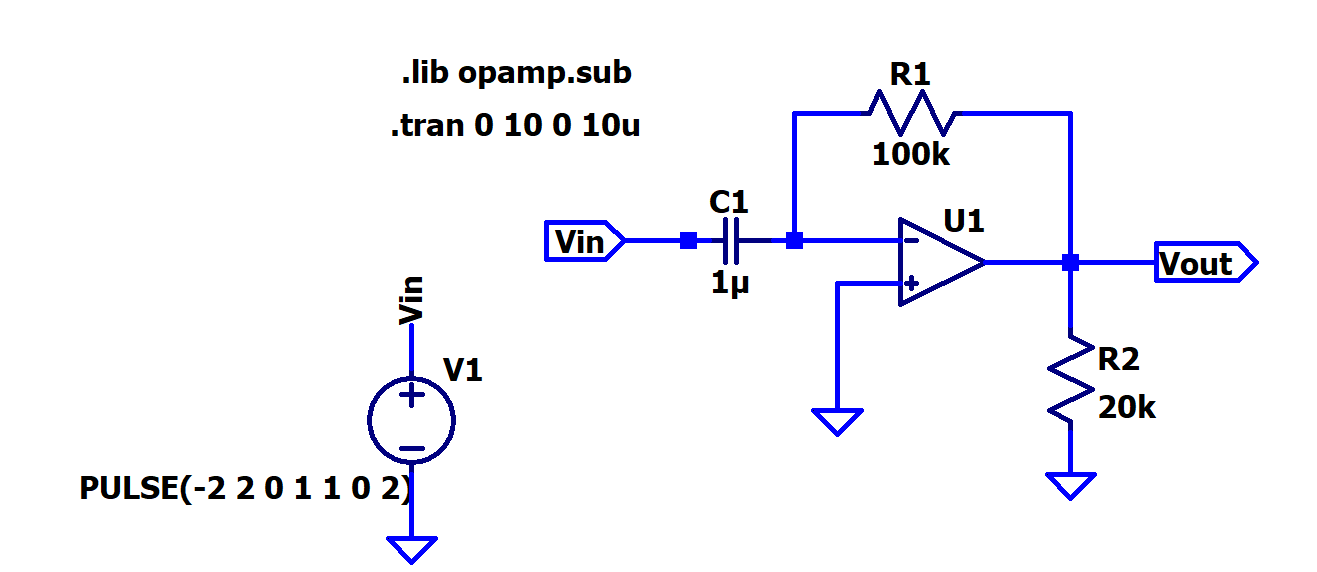 .lib opamp.sub
.tran 0 10 0 10u
R1
100k
C1
1µ
U1
Vin
Vout
Vin
V1
R2
20k
PULSE(-2 2 0 1 1 0 2)